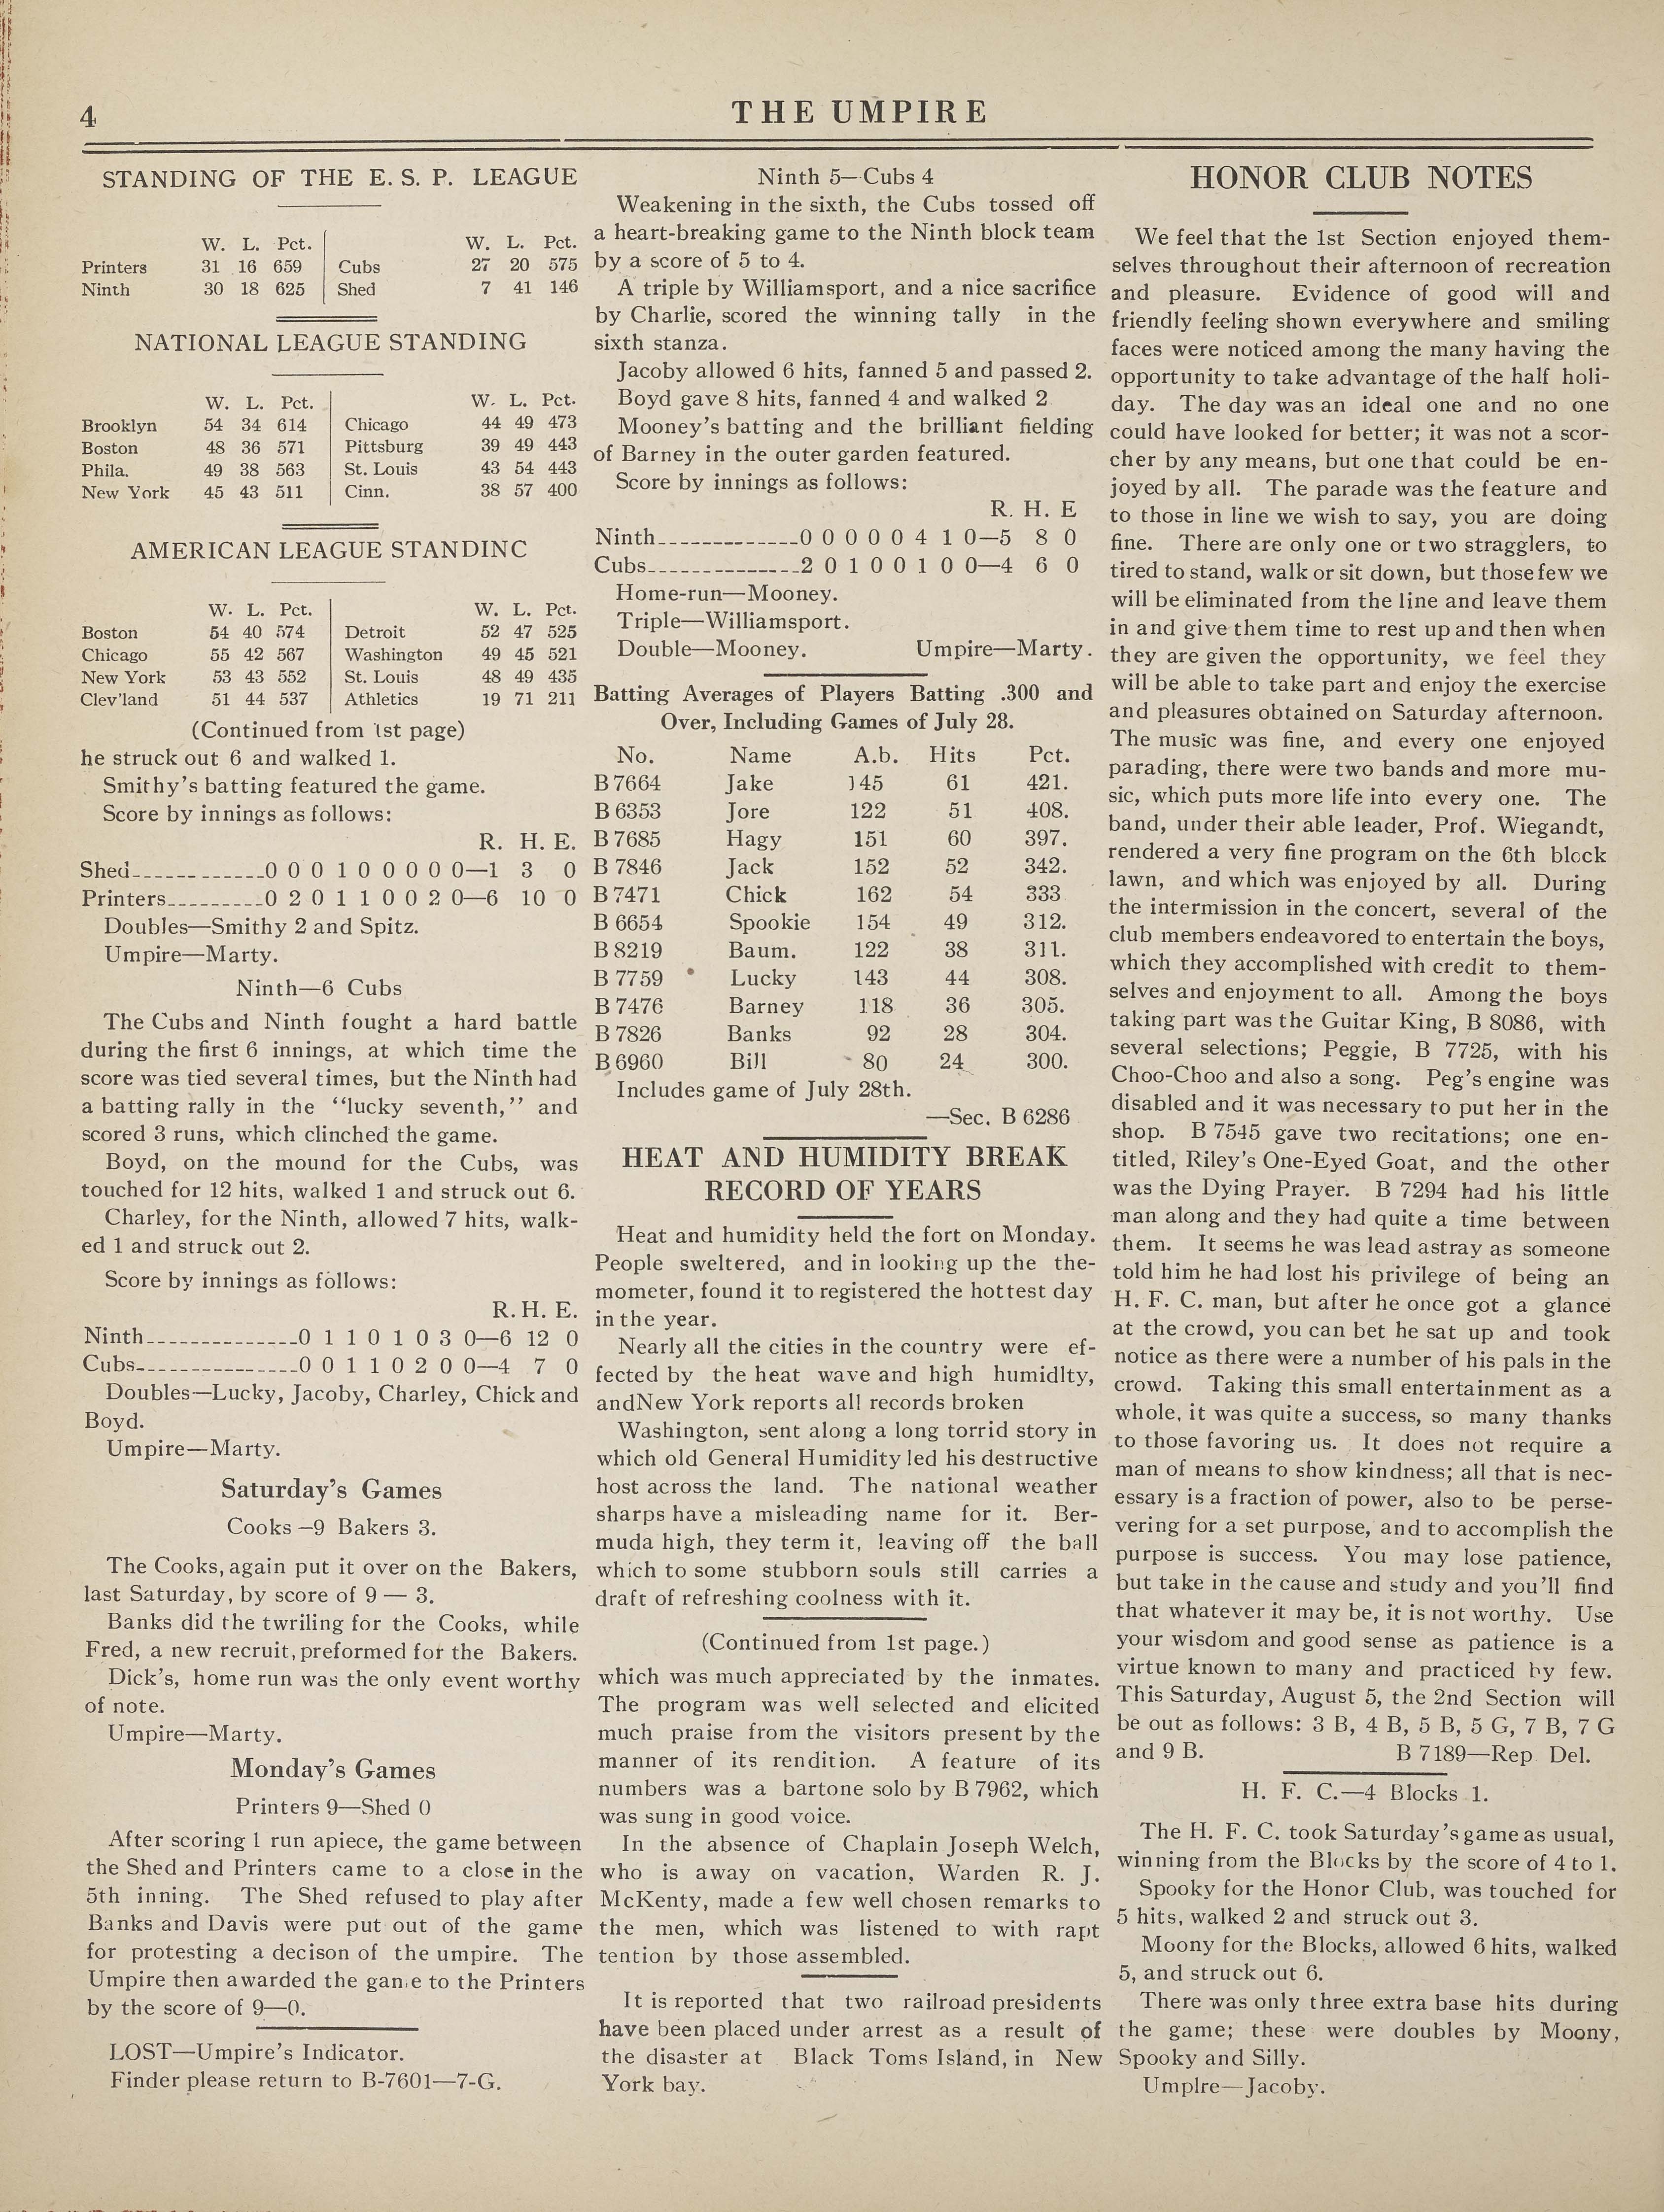 4
THE UMPIRE
STANDING OF THE E. S. P. LEAGUE
W. L. Pct. W. L. Pct.
Printers 31 16 659 Cubs 27 20 575
Ninth 30 18 625 Shed 7 41 146
NATIONAL LEAGUE STANDING
W. L. Pct. W. L. Pct.
Brooklyn 54 34 614 Chicago 44 49 473
Boston 48 36 571 Pittsburg 39 49 443
Phila. 49 38 563 St. Louis 43 54 443
New York 45 43 511 Cinn. 38 57 400
AMERICAN LEAGUE STANDINC
W. L. Pct. W. L. Pct.
Boston 54 40 574 Detroit 52 47 525
Chicago 55 42 567 Washington 49 45 521
New York 53 43 552 St. Louis 48 49 435
Clev'land 51 44 537 Athletics 19 71 211
(Continued from 1st page)
he struck out 6 and walked 1.
Smithy's batting featured the game.
Score by innings as follows:
R. H. E.
Shed 0 0 0 1 0 0 0 0 0—1 3 0
Printers 0 2 0 1 1 0 0 2 0—6 10 0
Doubles—Smithy 2 and Spitz.
Umpire—Marty.
Ninth—6 Cubs
The Cubs and Ninth fought a hard battle
during the first 6 innings, at which time the
score was tied several times, but the Ninth had
a batting rally in the "lucky seventh," and
scored 3 runs, which clinched the game.
Boyd, on the mound for the Cubs, was
touched for 12 hits, walked 1 and struck out 6.
Charley, for the Ninth, allowed 7 hits, walk-
ed 1 and struck out 2.
Score by innings as follows:
R. H. E.
Ninth 0 1 1 0 1 0 3 0—6 12 0
Cubs 0 0 1 1 0 2 0 0—4 7 0
Doubles—Lucky, Jacoby, Charley, Chick and
Boyd.
Umpire—Marty.
Saturday's Games
Cooks—9 Bakers 3.
The Cooks, again put it over on the Bakers,
last Saturday, by score of 9 — 3.
Banks did the twriling for the Cooks, while
Fred, a new recruit, preformed for the Bakers.
Dick's, home run was the only event worthy
of note.
Umpire—Marty.
Monday's Games
Printers 9—Shed 0
After scoring 1 run apiece, the game between
the Shed and Printers came to a close in the
5th inning. The Shed refused to play after
Banks and Davis were put out of the game
for protesting a decison of the umpire. The
Umpire then awarded the game to the Printers
by the score of 9—0.
LOST—Umpire's Indicator.
Finder please return to B-7601—7-G.
Ninth 5—Cubs 4
Weakening in the sixth, the Cubs tossed off
a heart-breaking game to the Ninth block team
by a score of 5 to 4.
A triple by Williamsport, and a nice sacrifice
by Charlie, scored the winning tally in the
sixth stanza.
Jacoby allowed 6 hits, fanned 5 and passed 2.
Boyd gave 8 hits, fanned 4 and walked 2
Mooney's batting and the brilliant fielding
of Barney in the outer garden featured.
Score by innings as follows:
R. H. E
Ninth 0 0 0 0 0 4 1 0—5 8 0
Cubs 2 0 1 0 0 1 0 0—4 6 0
Home-run—Mooney.
Triple—Williamsport.
Double—Mooney. Umpire—Marty.
Batting Averages of Players Batting .300 and
Over, Including Games of July 28.
No. Name A.b. Hits Pct.
B 7664 Jake 145 61 421.
B 6353 Jore 122 51 408.
B 7685 Hagy 151 60 397.
B 7846 Jack 152 52 342.
B 7471 Chick 162 54 333
B 6654 Spookie 154 49 312.
B 8219 Baum. 122 38 311.
B 7759 Lucky 143 44 308.
B 7476 Barney 118 36 305.
B 7826 Banks 92 28 304.
B 6960 Bill 80 24 300.
Includes game of July 28th.
—Sec. B 6286
HEAT AND HUMIDITY BREAK
RECORD OF YEARS
Heat and humidity held the fort on Monday.
People sweltered, and in looking up the the-
mometer, found it to registered the hottest day
in the year.
Nearly all the cities in the country were ef-
fected by the heat wave and high humidlty,
andNew York reports all records broken
Washington, sent along a long torrid story in
which old General Humidity led his destructive
host across the land. The national weather
sharps have a misleading name for it. Ber-
muda high, they term it, leaving off the ball
which to some stubborn souls still carries a
draft of refreshing coolness with it.
(Continued from 1st page.)
which was much appreciated by the inmates.
The program was well selected and elicited
much praise from the visitors present by the
manner of its rendition. A feature of its
numbers was a bartone solo by B 7962, which
was sung in good voice.
In the absence of Chaplain Joseph Welch,
who is away on vacation, Warden R. J.
McKenty, made a few well chosen remarks to
the men, which was listened to with rapt
tention by those assembled.
It is reported that two railroad presidents
have been placed under arrest as a result of
the disaster at Black Toms Island, in New
York bay.
HONOR CLUB NOTES
We feel that the 1st Section enjoyed them-
selves throughout their afternoon of recreation
and pleasure. Evidence of good will and
friendly feeling shown everywhere and smiling
faces were noticed among the many having the
opportunity to take advantage of the half holi-
day. The day was an ideal one and no one
could have looked for better; it was not a scor-
cher by any means, but one that could be en-
joyed by all. The parade was the feature and
to those in line we wish to say, you are doing
fine. There are only one or two stragglers, to
tired to stand, walk or sit down, but those few we
will be eliminated from the line and leave them
in and give them time to rest up and then when
they are given the opportunity, we feel they
will be able to take part and enjoy the exercise
and pleasures obtained on Saturday afternoon.
The music was fine, and every one enjoyed
parading, there were two bands and more mu-
sic, which puts more life into every one. The
band, under their able leader, Prof. Wiegandt,
rendered a very fine program on the 6th block
lawn, and which was enjoyed by all. During
the intermission in the concert, several of the
club members endeavored to entertain the boys,
which they accomplished with credit to them-
selves and enjoyment to all. Among the boys
taking part was the Guitar King, B 8086, with
several selections; Peggie, B 7725, with his
Choo-Choo and also a song. Peg's engine was
disabled and it was necessary to put her in the
shop. B 7545 gave two recitations; one en-
titled, Riley's One-Eyed Goat, and the other
was the Dying Prayer. B 7294 had his little
man along and they had quite a time between
them. It seems he was lead astray as someone
told him he had lost his privilege of being an
H. F. C. man, but after he once got a glance
at the crowd, you can bet he sat up and took
notice as there were a number of his pals in the
crowd. Taking this small entertainment as a
whole, it was quite a success, so many thanks
to those favoring us. It does not require a
man of means to show kindness; all that is nec-
essary is a fraction of power, also to be perse-
vering for a set purpose, and to accomplish the
purpose is success. You may lose patience,
but take in the cause and study and you'll find
that whatever it may be, it is not worthy. Use
your wisdom and good sense as patience is a
virtue known to many and practiced by few.
This Saturday, August 5, the 2nd Section will
be out as follows: 3 B, 4 B, 5 B, 5 G, 7 B, 7 G
and 9 B. B 7189—Rep. Del.
H. F. C.—4 Blocks 1.
The H. F. C. took Saturday's game as usual,
winning from the Blocks by the score of 4 to 1.
Spooky for the Honor Club, was touched for
5 hits, walked 2 and struck out 3.
Moony for the Blocks, allowed 6 hits, walked
5, and struck out 6.
There was only three extra base hits during
the game; these were doubles by Moony,
Spooky and Silly.
Umplre—Jacoby.